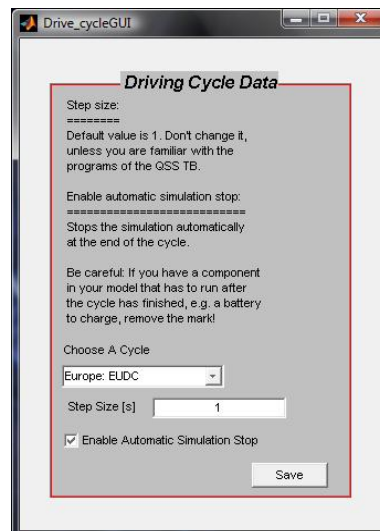 Drive_cycleGUI
Driving Cycle Data
Step size:
========
Default value is 1. Don't change it,
unless you are familiar with the
programs of the QSS TB.
Enable automatic simulation stop:
===========================
Stops the simulation automatically
at the end of the cycle.
Be careful: If you have a component
in your model that has to run after
the cycle has finished, e.g. a battery
to charge, remove the mark!
Choose A Cycle
Europe: EUDC
Step Size [s] 1
Enable Automatic Simulation Stop
Save